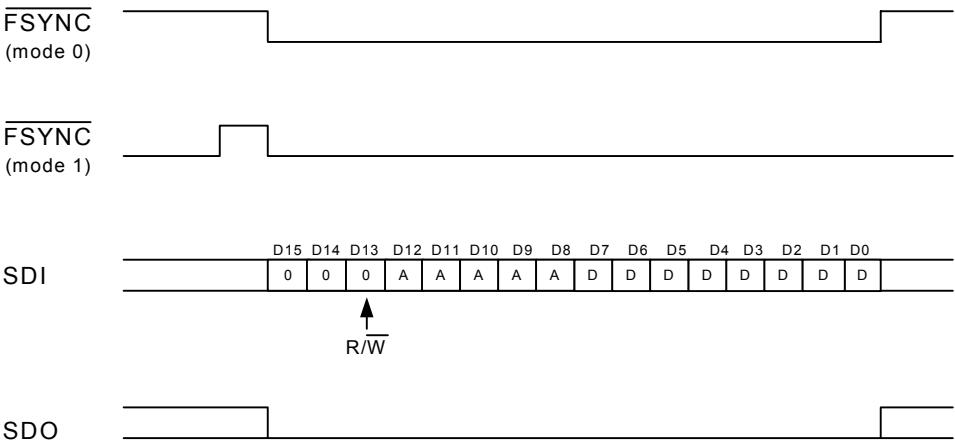 FSYNC
(mode 0)
FSYNC
(mode 1)
D15 D14 D13 D12 D11 D10 D9 D8 D7 D6 D5 D4 D3 D2 D1 D0
SDI
0 0 0 A A A A A D D D D D D D D
R/W
SDO